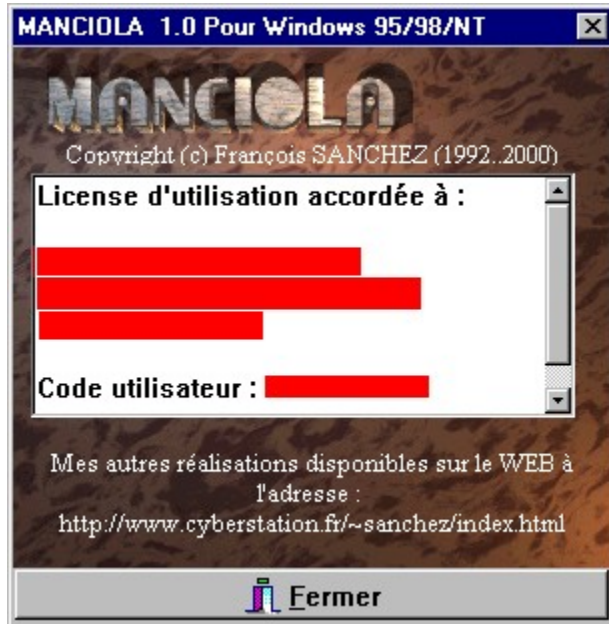 MANCIOLA 1.0 Pour Windows 95/98/NT
MANCIOLA
Copyright (c) François SANCHEZ (1992..2000)
License d'utilisation accordée à :
Code utilisateur :
Mes autres réalisations disponibles sur le WEB à
l'adresse :
http://www.cyberstation.fr/~sanchez/index.html
Fermer